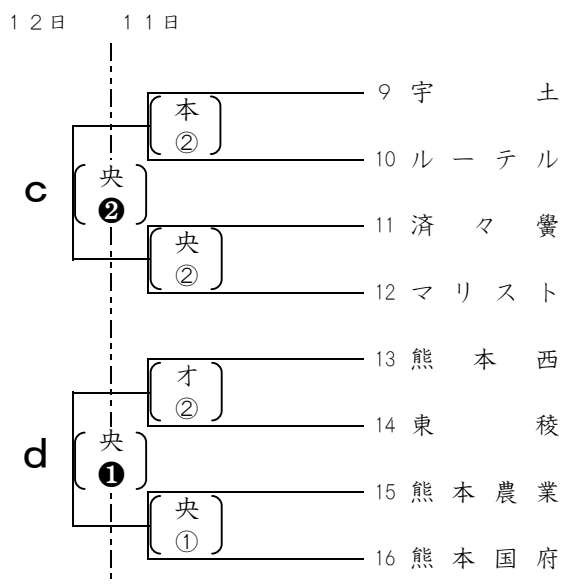 12日 11日
9 宇土
本
②
10 ルーテル
c
央
❷
11 済々黌
央
②
12 マリスト
13 熊本西
オ
②
14 東稜
d
央
❶
15 熊本農業
央
①
16 熊本国府